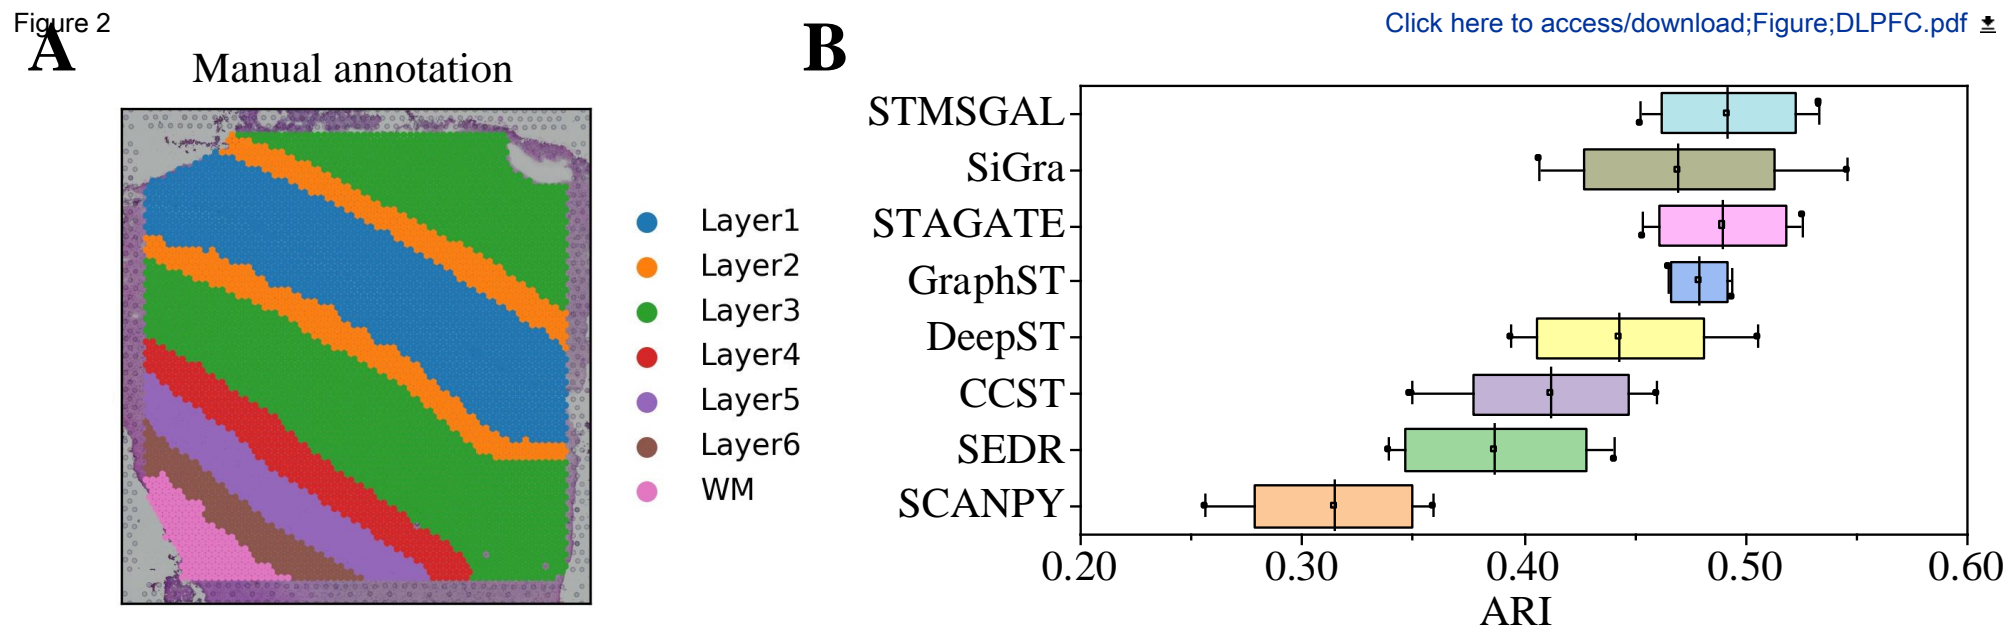 Figure 2
Click here to access/download;Figure;DLPFC.pdf
A
B
Manual annotation
Layer1
Layer2
Layer3
Layer4
Layer5
Layer6
WM
STMSGAL
SiGra
STAGATE
GraphST
DeepST
CCST
SEDR
SCANPY
0.20 0.30 0.40 0.50 0.60
ARI